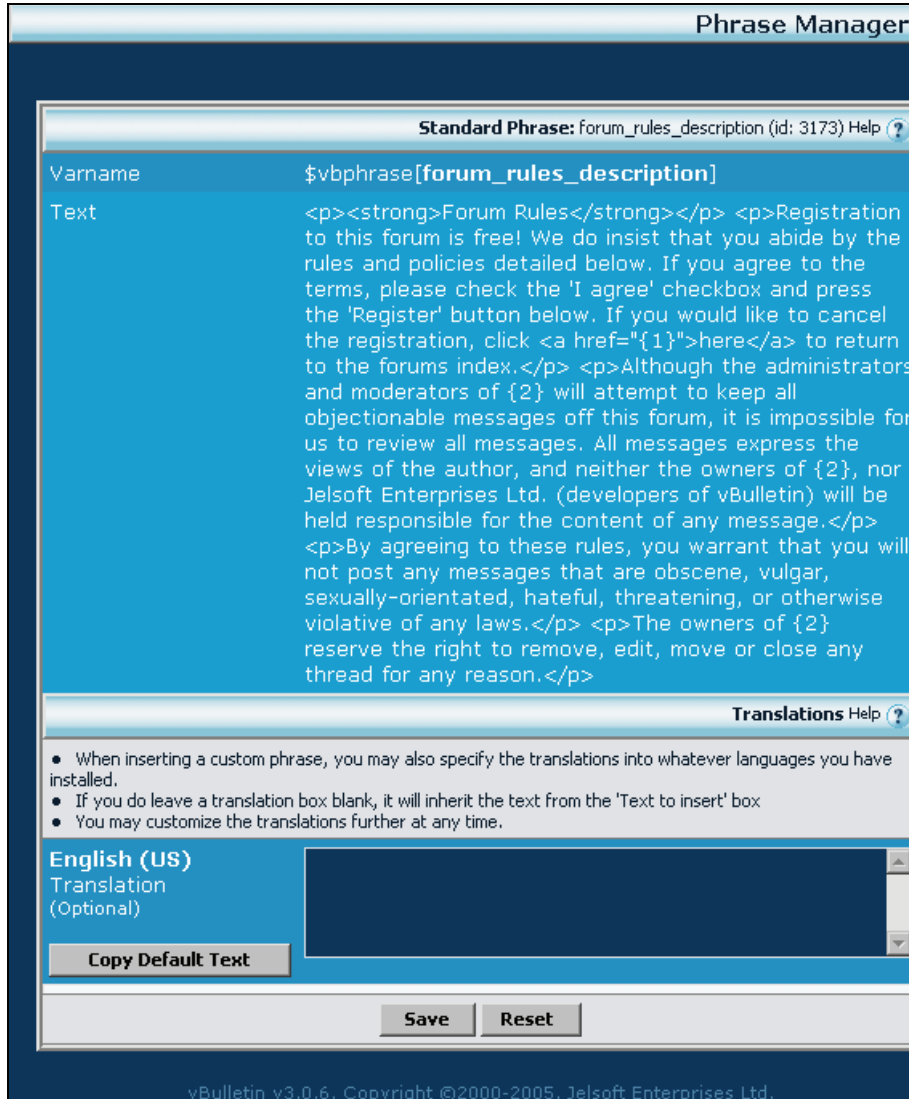 Phrase Manager
Standard Phrase: forum_rules_description (id: 3173) Help ?
Varname
$vbphrase[forum_rules_description]
Text
<p><strong>Forum Rules</strong></p> <p>Registration
to this forum is free! We do insist that you abide by the
rules and policies detailed below. If you agree to the
terms, please check the 'I agree' checkbox and press
the 'Register' button below. If you would like to cancel
the registration, click <a href="{1}">here</a> to return
to the forums index.</p> <p>Although the administrators
and moderators of {2} will attempt to keep all
objectionable messages off this forum, it is impossible for
us to review all messages. All messages express the
views of the author, and neither the owners of {2}, nor
Jelsoft Enterprises Ltd. (developers of vBulletin) will be
held responsible for the content of any message.</p>
<p>By agreeing to these rules, you warrant that you will
not post any messages that are obscene, vulgar,
sexually-orientated, hateful, threatening, or otherwise
violative of any laws.</p> <p>The owners of {2}
reserve the right to remove, edit, move or close any
thread for any reason.</p>
Translations Help ?
● When inserting a custom phrase, you may also specify the translations into whatever languages you have
installed.
● If you do leave a translation box blank, it will inherit the text from the 'Text to insert' box
● You may customize the translations further at any time.
English (US)
Translation
(Optional)
Copy Default Text
Save Reset
vBulletin v3.0.6, Copyright ©2000-2005, Jelsoft Enterprises Ltd.